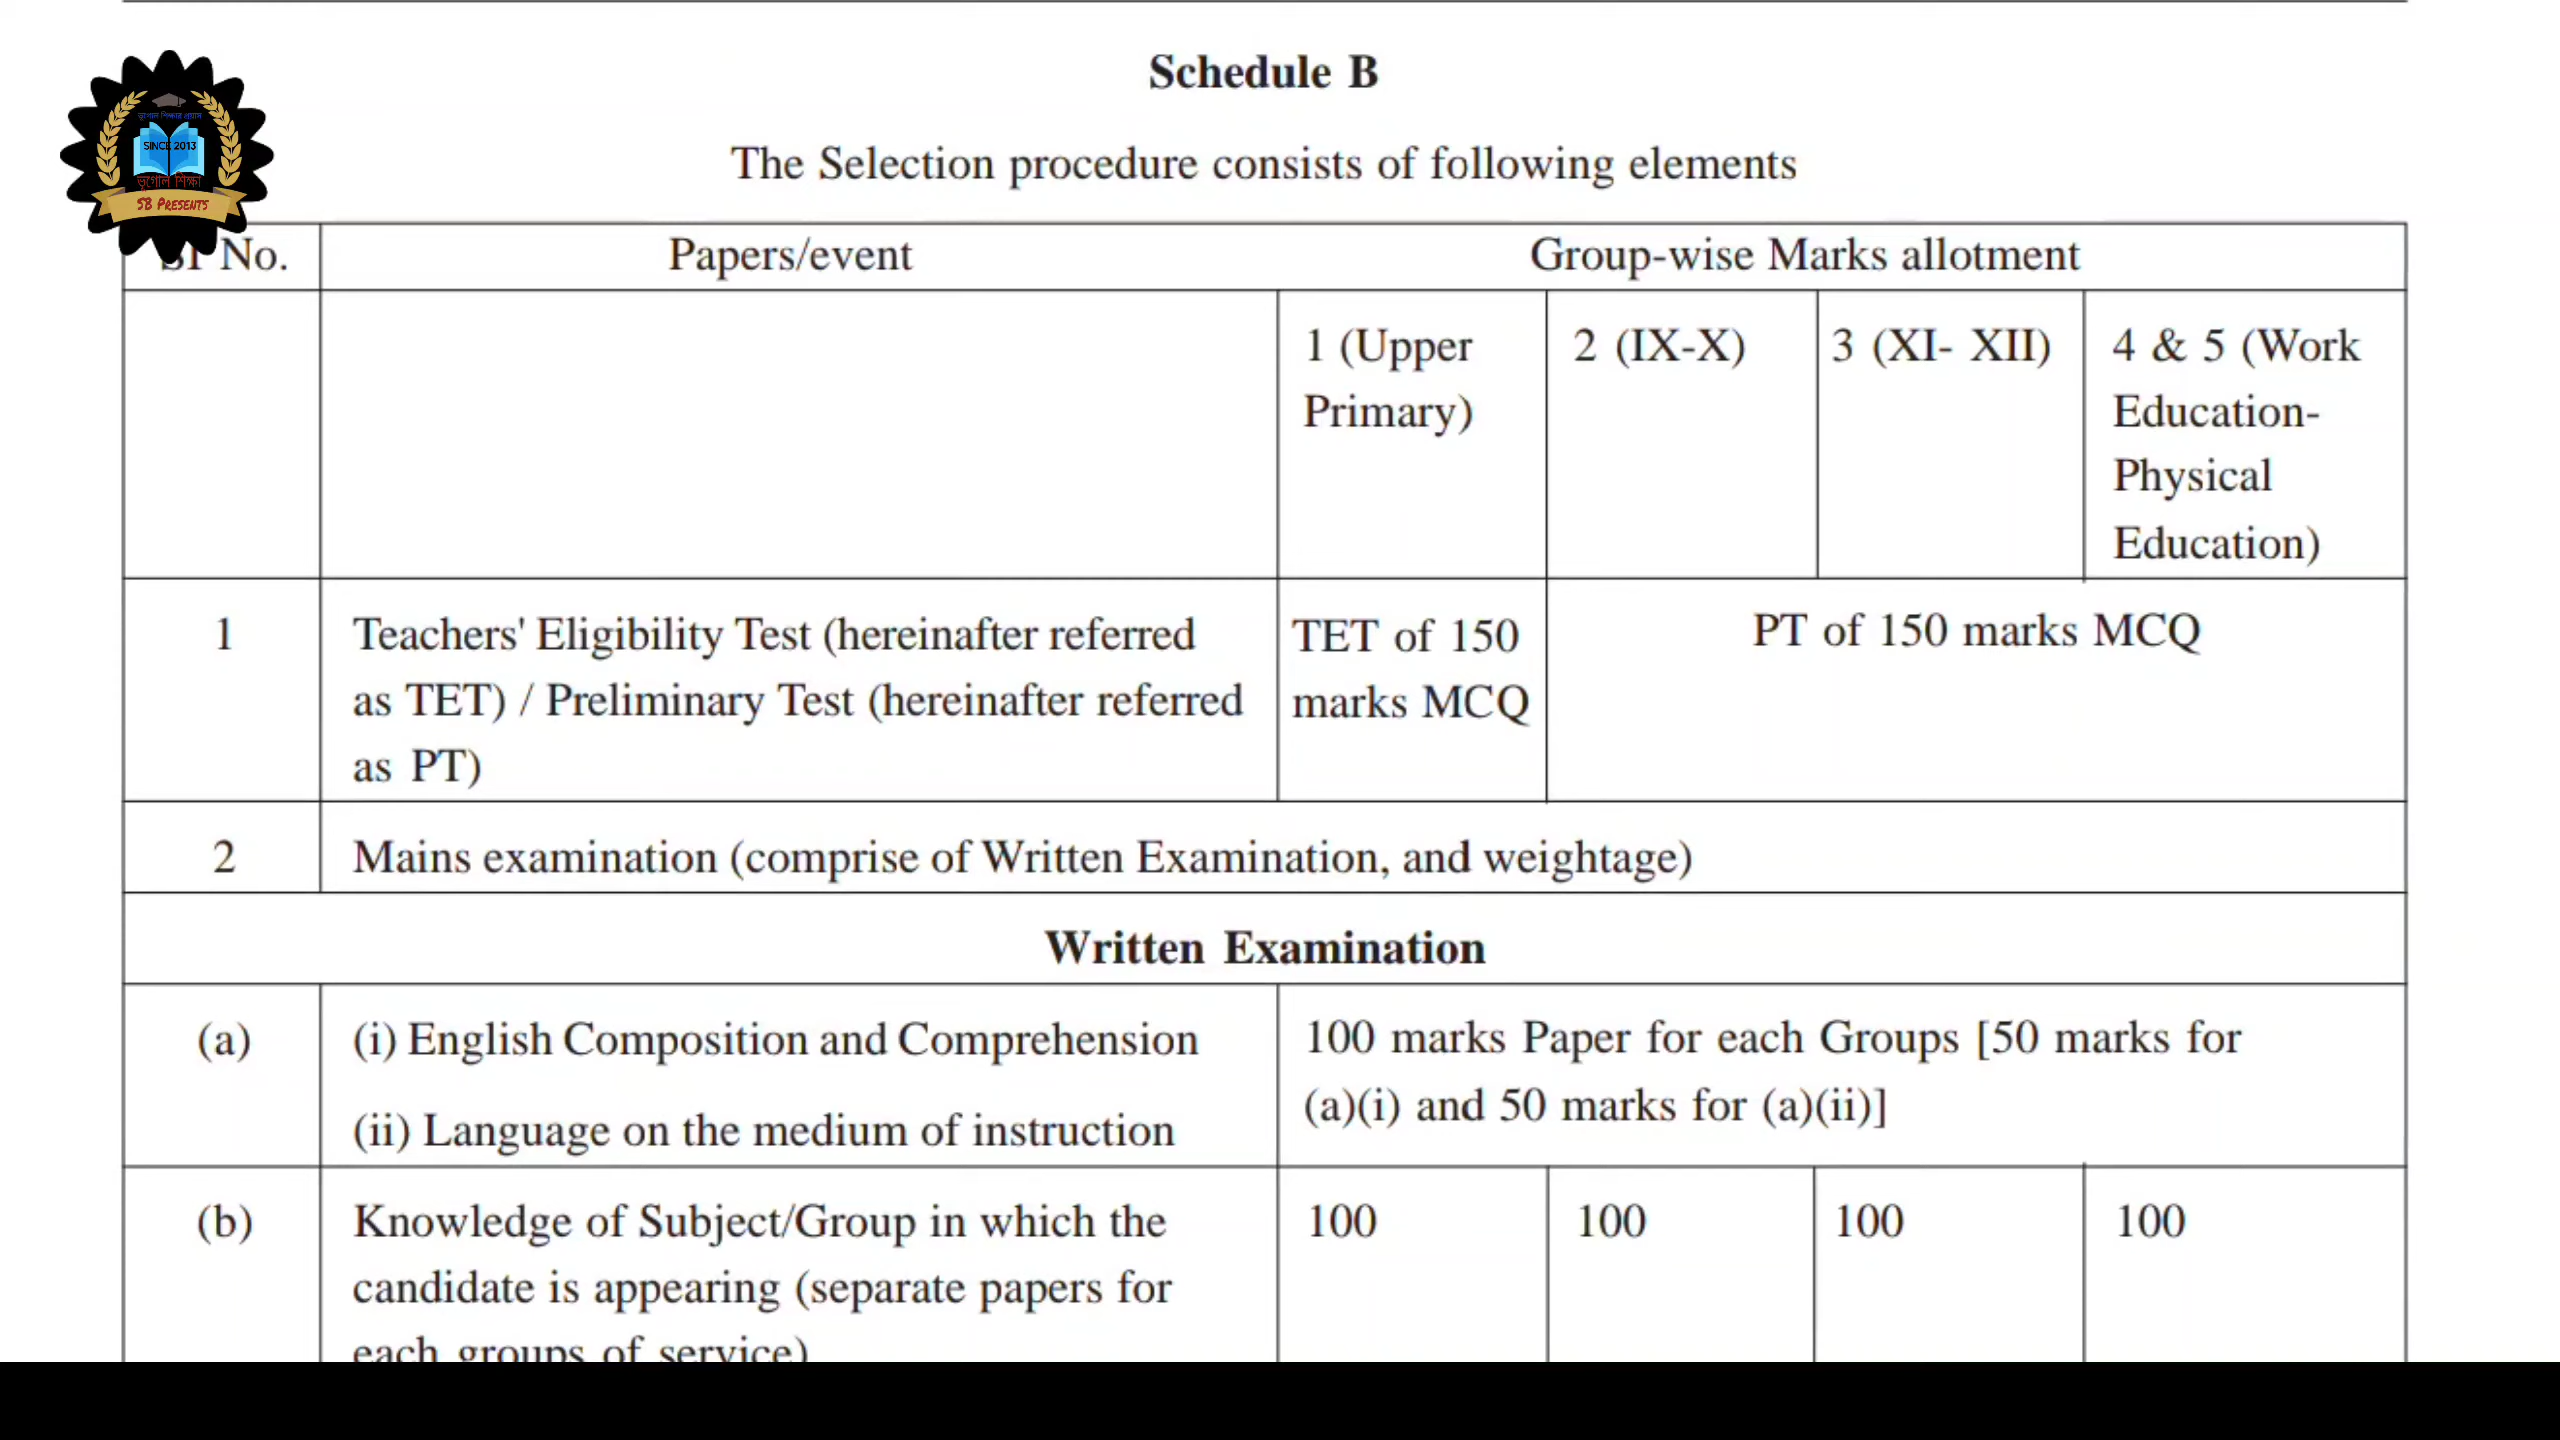 Schedule B
The Selection procedure consists of following elements
ভূগোল শিক্ষার প্রয়াস
SINCE 2013
ভূগোল শিক্ষা
SB PRESENTS
Sl No.
Papers/event
Group-wise Marks allotment
1 (Upper
Primary)
2 (IX-X)
3 (XI- XII)
4 & 5 (Work
Education-
Physical
Education)
1
Teachers' Eligibility Test (hereinafter referred
as TET) / Preliminary Test (hereinafter referred
as PT)
TET of 150
marks MCQ
PT of 150 marks MCQ
2
Mains examination (comprise of Written Examination, and weightage)
Written Examination
(a)
(i) English Composition and Comprehension
(ii) Language on the medium of instruction
100 marks Paper for each Groups [50 marks for
(a)(i) and 50 marks for (a)(ii)]
(b)
Knowledge of Subject/Group in which the
candidate is appearing (separate papers for
each groups of service)
100
100
100
100